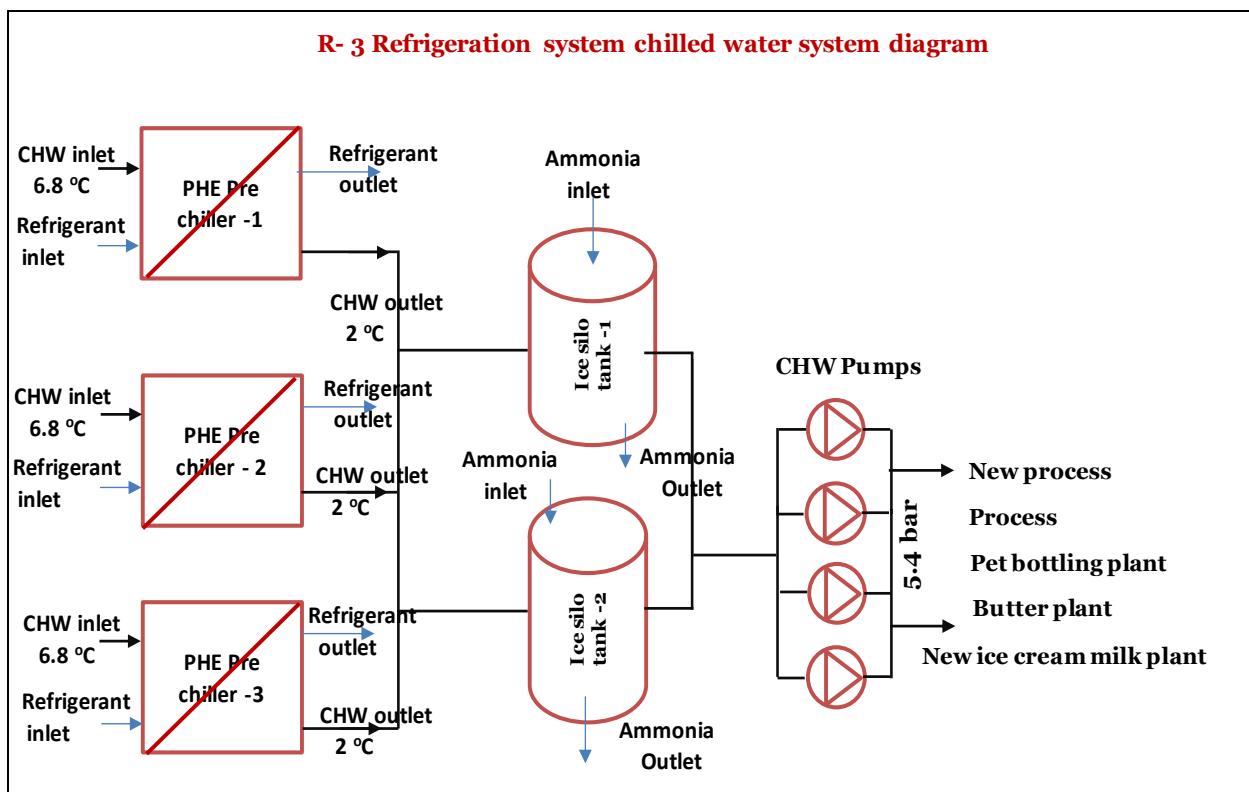 R- 3 Refrigeration system chilled water system diagram
CHW inlet
6.8 ºC
Refrigerant
inlet
PHE Pre
chiller -1
Refrigerant
outlet
CHW outlet
2 ºC
CHW inlet
6.8 ºC
Refrigerant
inlet
PHE Pre
chiller - 2
Refrigerant
outlet
CHW outlet
2 ºC
CHW inlet
6.8 ºC
Refrigerant
inlet
PHE Pre
chiller -3
Refrigerant
outlet
CHW outlet
2 ºC
Ammonia
inlet
Ice silo
tank -1
Ammonia
Outlet
Ammonia
inlet
Ice silo
tank -2
Ammonia
Outlet
CHW Pumps
5.4 bar
New process
Process
Pet bottling plant
Butter plant
New ice cream milk plant